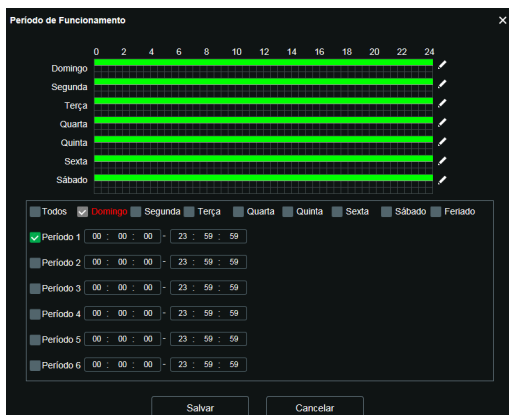 Período de Funcionamento
0 2 4 6 8 10 12 14 16 18 20 22 24
Domingo
Segunda
Terça
Quarta
Quinta
Sexta
Sábado
Todos Domingo Segunda Terça Quarta Quinta Sexta Sábado Feriado
Período 1 00 : 00 : 00 - 23 : 59 : 59
Período 2 00 : 00 : 00 - 23 : 59 : 59
Período 3 00 : 00 : 00 - 23 : 59 : 59
Período 4 00 : 00 : 00 - 23 : 59 : 59
Período 5 00 : 00 : 00 - 23 : 59 : 59
Período 6 00 : 00 : 00 - 23 : 59 : 59
Salvar Cancelar